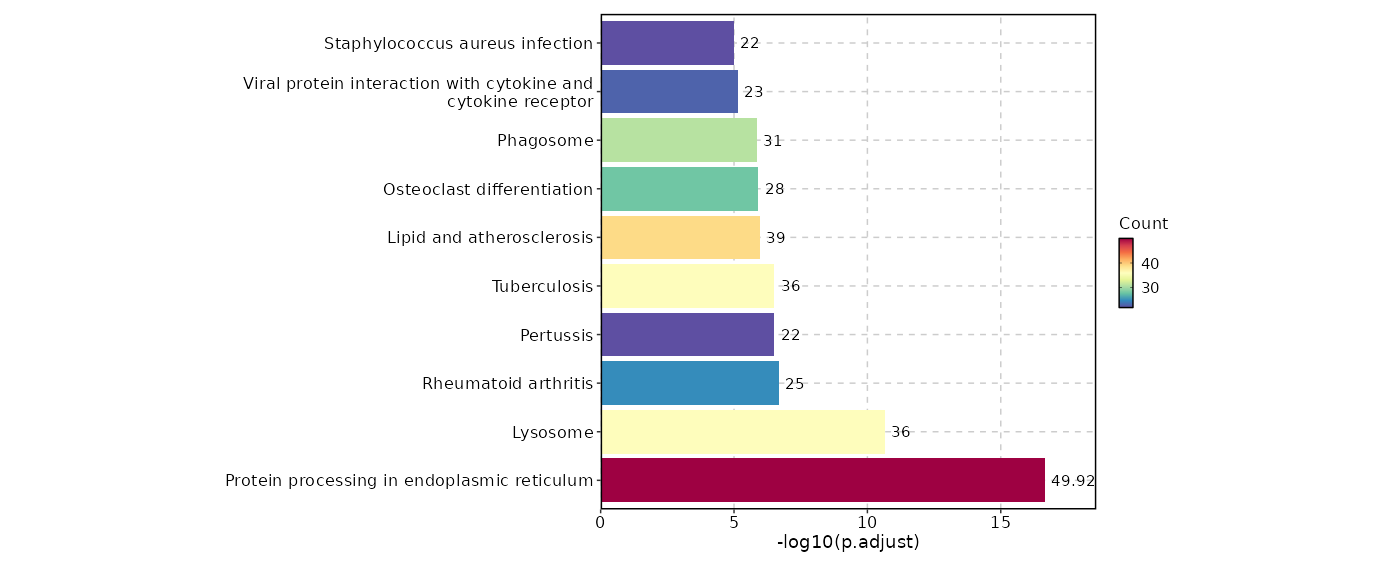 Staphylococcus aureus infection
22
Viral protein interaction with cytokine and
cytokine receptor
23
Phagosome
31
Osteoclast differentiation
28
Lipid and atherosclerosis
39
Tuberculosis
36
Pertussis
22
Rheumatoid arthritis
25
Lysosome
36
Protein processing in endoplasmic reticulum
49.92
0 5 10 15
-log10(p.adjust)
Count
40
30